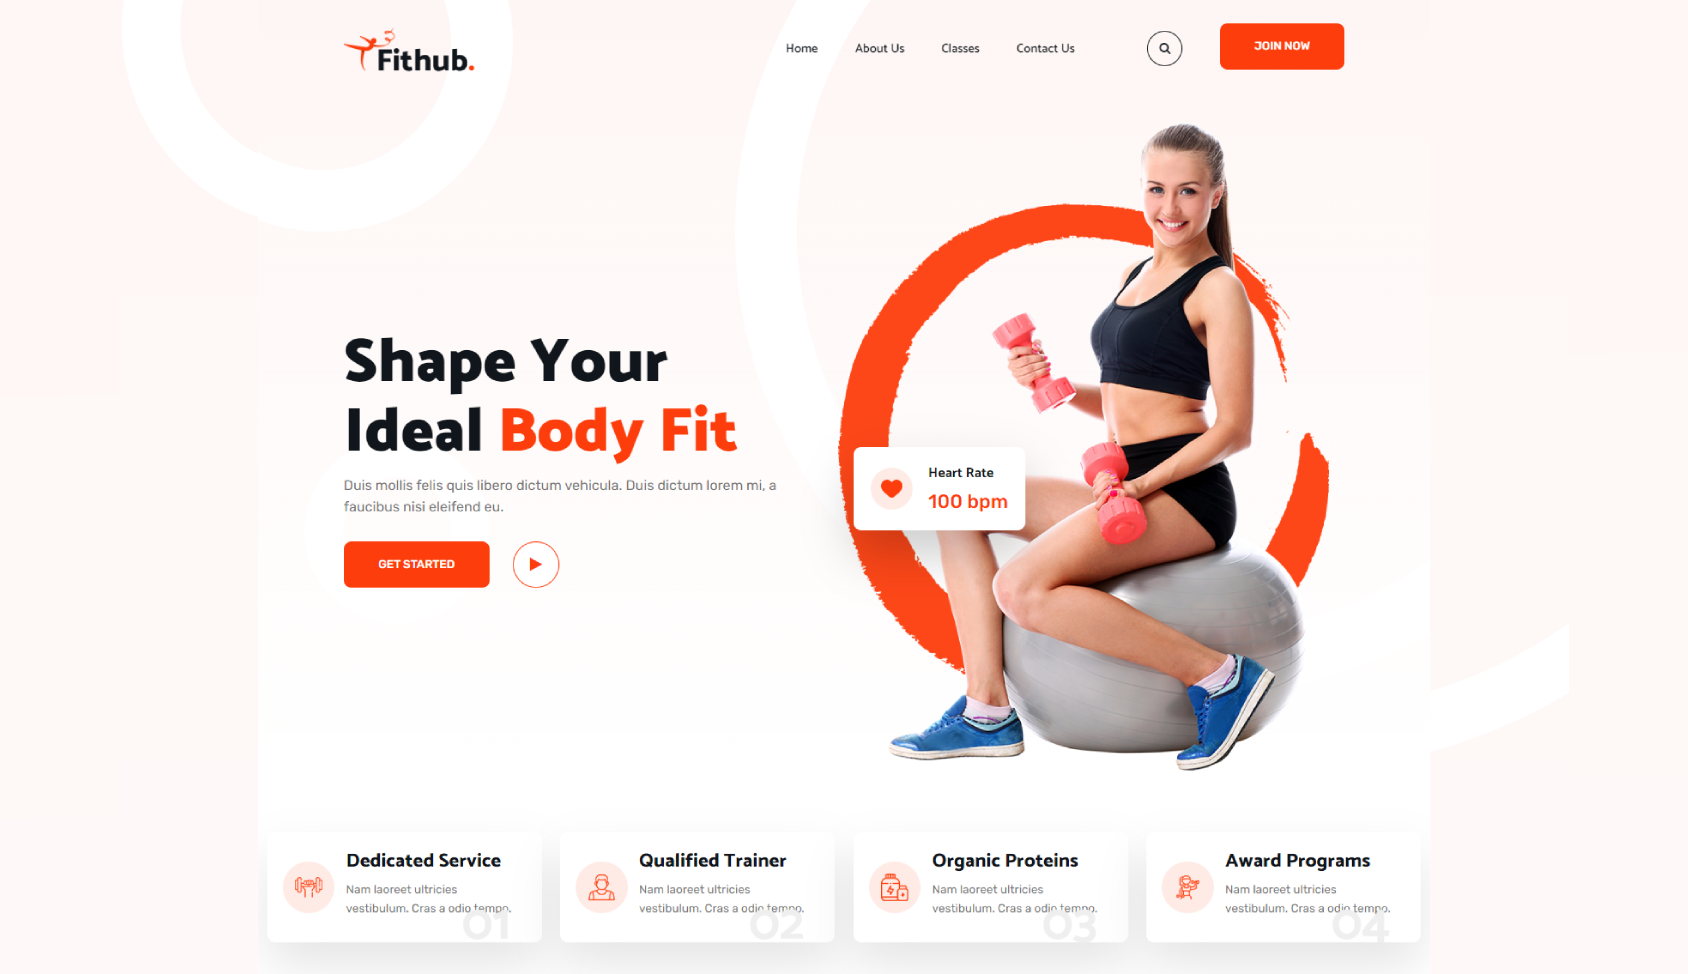 Fithub.
Home
About Us
Classes
Contact Us
JOIN NOW
Shape Your
Ideal Body Fit
Duis mollis felis quis libero dictum vehicula. Duis dictum lorem mi, a
faucibus nisi eleifend eu.
GET STARTED
Heart Rate
100 bpm
Dedicated Service
Nam laoreet ultricies
vestibulum. Cras a odio tempo.
01
Qualified Trainer
Nam laoreet ultricies
vestibulum. Cras a odio tempo.
02
Organic Proteins
Nam laoreet ultricies
vestibulum. Cras a odio tempo.
03
Award Programs
Nam laoreet ultricies
vestibulum. Cras a odio tempo.
04